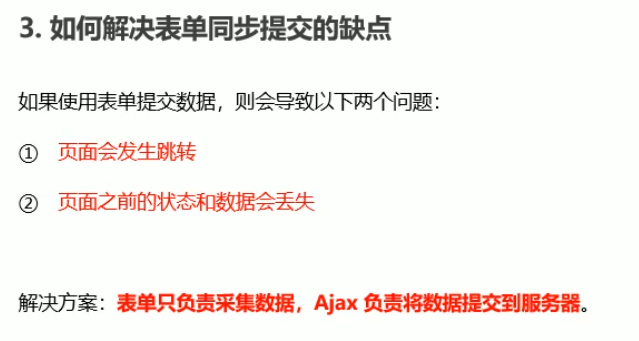 3. 如何解决表单同步提交的缺点
如果使用表单提交数据，则会导致以下两个问题：
① 页面会发生跳转
② 页面之前的状态和数据会丢失
解决方案：表单只负责采集数据，Ajax 负责将数据提交到服务器。